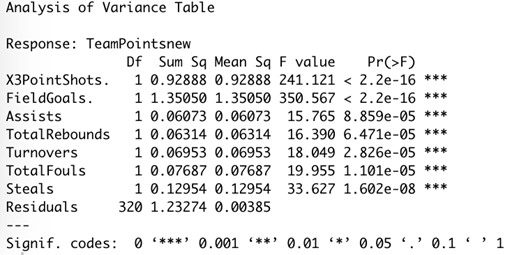 Analysis of Variance Table
Response: TeamPointsnew
Df Sum Sq Mean Sq F value Pr(>F)
X3PointShots. 1 0.92888 0.92888 241.121 < 2.2e-16 ***
FieldGoals. 1 1.35050 1.35050 350.567 < 2.2e-16 ***
Assists 1 0.06073 0.06073 15.765 8.859e-05 ***
TotalRebounds 1 0.06314 0.06314 16.390 6.471e-05 ***
Turnovers 1 0.06953 0.06953 18.049 2.826e-05 ***
TotalFouls 1 0.07687 0.07687 19.955 1.101e-05 ***
Steals 1 0.12954 0.12954 33.627 1.602e-08 ***
Residuals 320 1.23274 0.00385
---
Signif. codes: 0 ‘***’ 0.001 ‘**’ 0.01 ‘*’ 0.05 ‘.’ 0.1 ‘ ’ 1